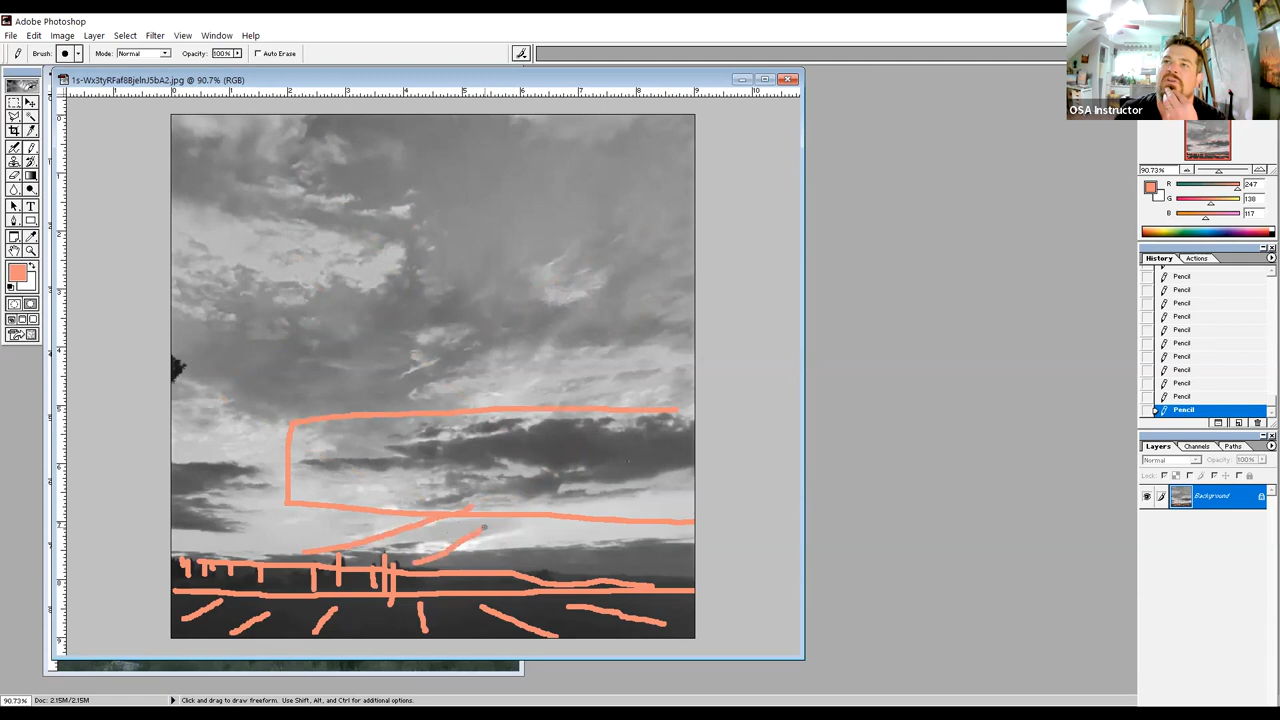 Adobe Photoshop
File Edit Image Layer Select Filter View Window Help
Brush: Mode: Normal Opacity: 100% Auto Erase
OSA Instructor
1s-Wx3tyRFaf8BjelnJ5bA2.jpg @ 90.7% (RGB)
90.73%
R 247
G 138
B 117
History Actions
Pencil
Pencil
Pencil
Pencil
Pencil
Pencil
Pencil
Pencil
Pencil
Pencil
Pencil
Layers Channels Paths
Normal Opacity: 100%
Lock:
Background
90.73% Doc: 2.15M/2.15M Click and drag to draw freeform. Use Shift, Alt, and Ctrl for additional options.